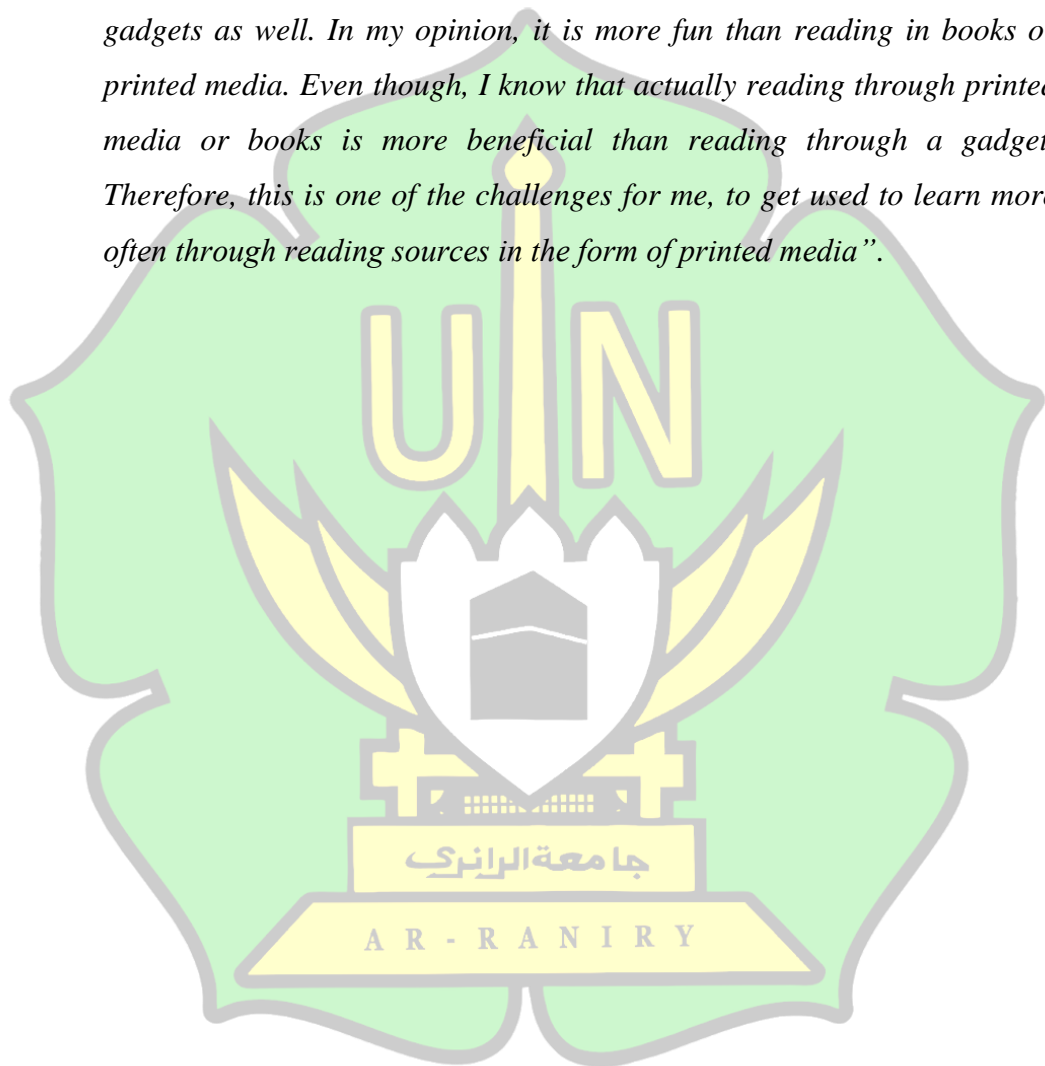 gadgets as well. In my opinion, it is more fun than reading in books o
printed media. Even though, I know that actually reading through printed
media or books is more beneficial than reading through a gadget
Therefore, this is one of the challenges for me, to get used to learn more
often through reading sources in the form of printed media”.
UIN
جامعة الرانري
AR-RANIRY